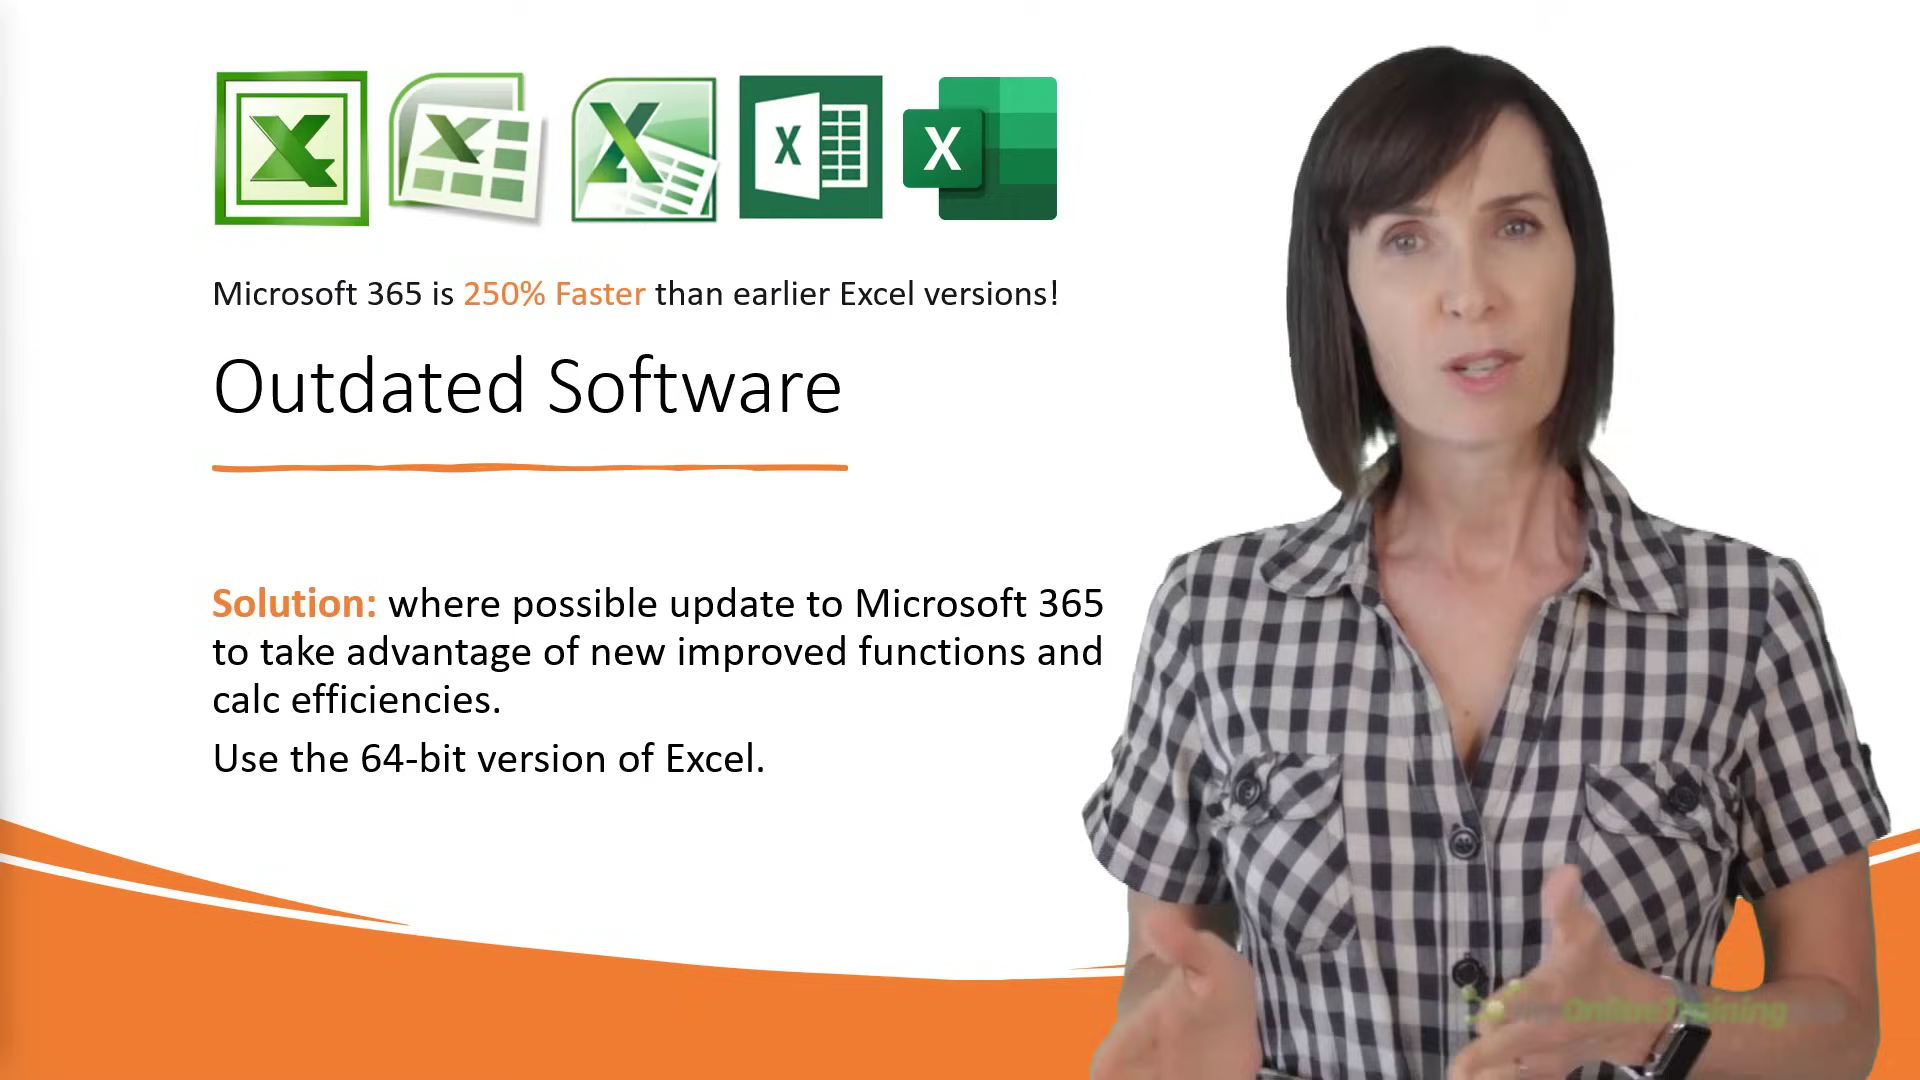 Microsoft 365 is 250% Faster than earlier Excel versions!
Outdated Software
Solution: where possible update to Microsoft 365
to take advantage of new improved functions and
calc efficiencies.
Use the 64-bit version of Excel.
OnlineTraining